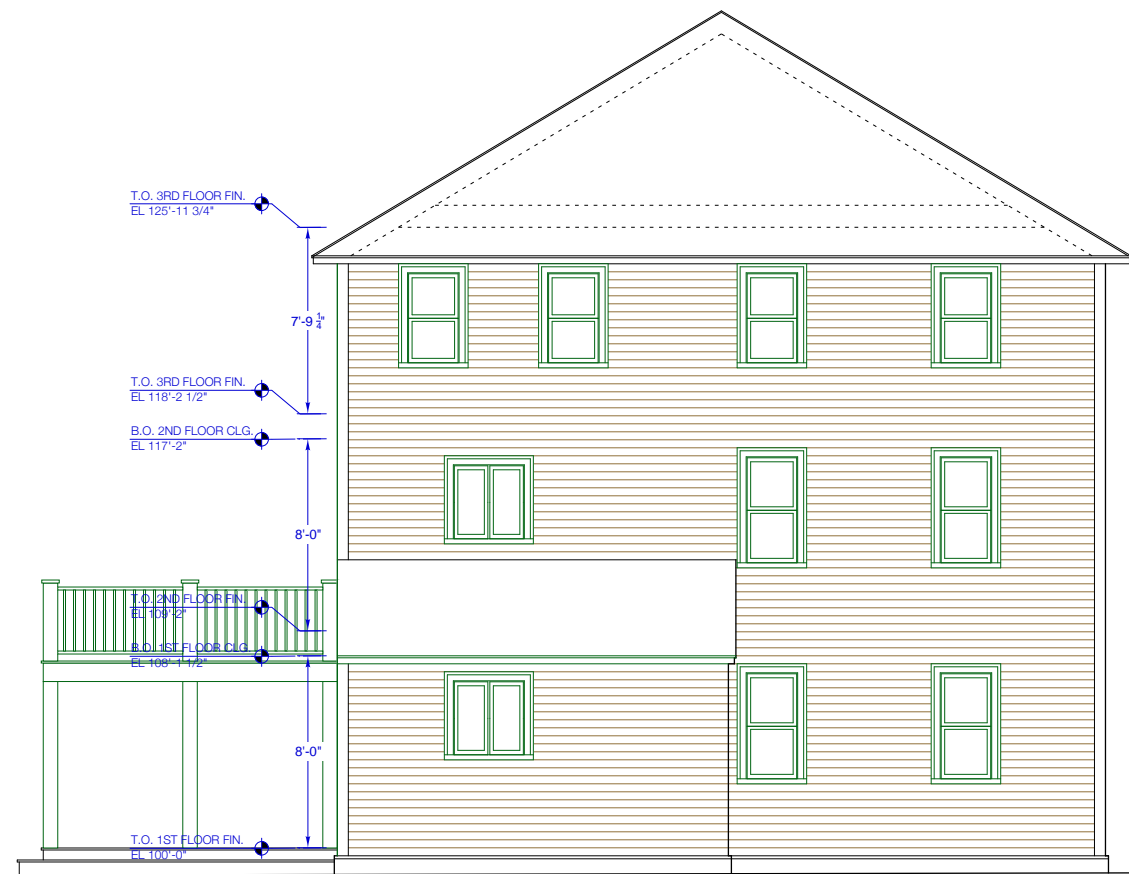 T.O. 3RD FLOOR FIN.
EL 125'-11 3/4"
7'-9 1/4"
T.O. 3RD FLOOR FIN.
EL 118'-2 1/2"
B.O. 2ND FLOOR CLG.
EL 117'-2"
8'-0"
T.O. 2ND FLOOR FIN.
EL 109'-2"
B.O. 1ST FLOOR CLG.
EL 108'-1 1/2"
8'-0"
T.O. 1ST FLOOR FIN.
EL 100'-0"